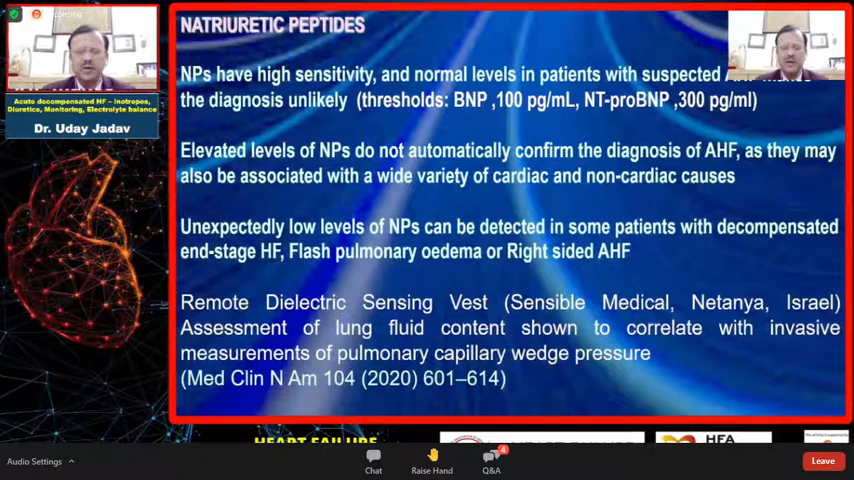 ording
Acute decompensated HF – inotropes,
Diuretics, Monitoring, Electrolyte balance
Dr. Uday Jadav
NATRIURETIC PEPTIDES
NPs have high sensitivity, and normal levels in patients with suspected
the diagnosis unlikely (thresholds: BNP ,100 pg/mL, NT-proBNP ,300 pg/ml)
Elevated levels of NPs do not automatically confirm the diagnosis of AHF, as they may
also be associated with a wide variety of cardiac and non-cardiac causes
Unexpectedly low levels of NPs can be detected in some patients with decompensated
end-stage HF, Flash pulmonary oedema or Right sided AHF
Remote Dielectric Sensing Vest (Sensible Medical, Netanya, Israel)
Assessment of lung fluid content shown to correlate with invasive
measurements of pulmonary capillary wedge pressure
(Med Clin N Am 104 (2020) 601–614)
HEART FAILURE
HFA
Audio Settings
Chat
Raise Hand
4
Q&A
Leave